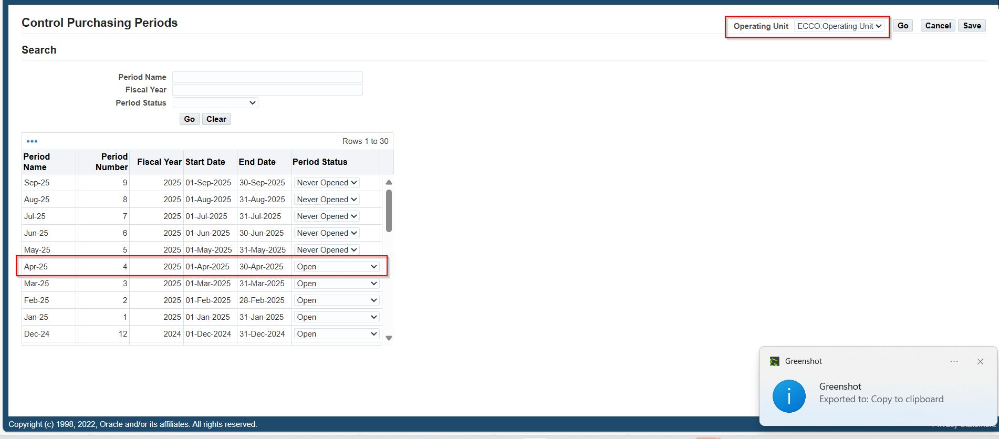 Control Purchasing Periods
Operating Unit ECCO:Operating Unit Go Cancel Save
Search
Period Name
Fiscal Year
Period Status
Go Clear
Rows 1 to 30
Period Name Period Number Fiscal Year Start Date End Date Period Status
Sep-25 9 2025 01-Sep-2025 30-Sep-2025 Never Opened
Aug-25 8 2025 01-Aug-2025 31-Aug-2025 Never Opened
Jul-25 7 2025 01-Jul-2025 31-Jul-2025 Never Opened
Jun-25 6 2025 01-Jun-2025 30-Jun-2025 Never Opened
May-25 5 2025 01-May-2025 31-May-2025 Never Opened
Apr-25 4 2025 01-Apr-2025 30-Apr-2025 Open
Mar-25 3 2025 01-Mar-2025 31-Mar-2025 Open
Feb-25 2 2025 01-Feb-2025 28-Feb-2025 Open
Jan-25 1 2025 01-Jan-2025 31-Jan-2025 Open
Dec-24 12 2024 01-Dec-2024 31-Dec-2024 Open
Greenshot
Greenshot
Exported to: Copy to clipboard
Copyright (c) 1998, 2022, Oracle and/or its affiliates. All rights reserved.